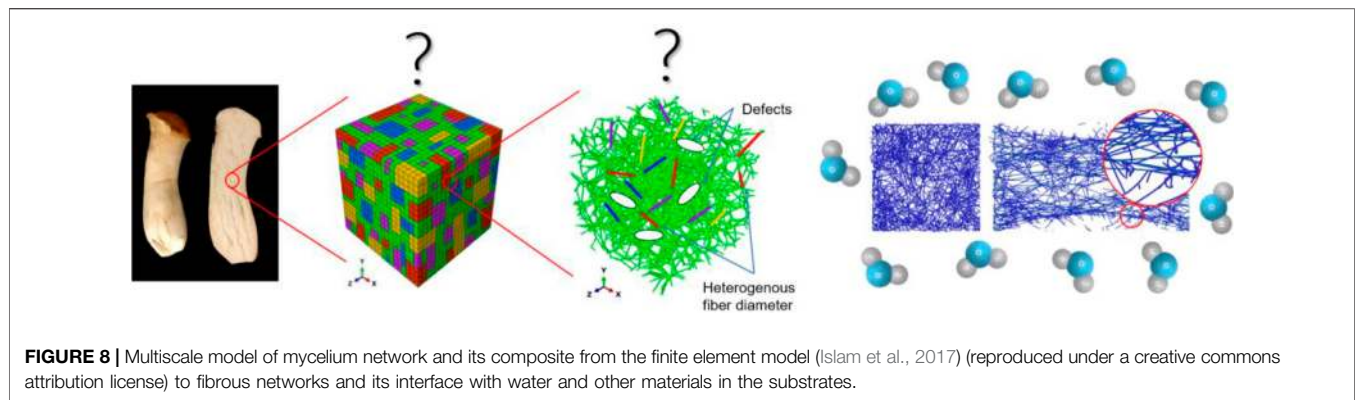 ?
?
Defects
Heterogenous
fiber diameter
Y
Z
X
Y
Z
X
FIGURE 8 | Multiscale model of mycelium network and its composite from the finite element model (Islam et al., 2017) (reproduced under a creative commons
attribution license) to fibrous networks and its interface with water and other materials in the substrates.